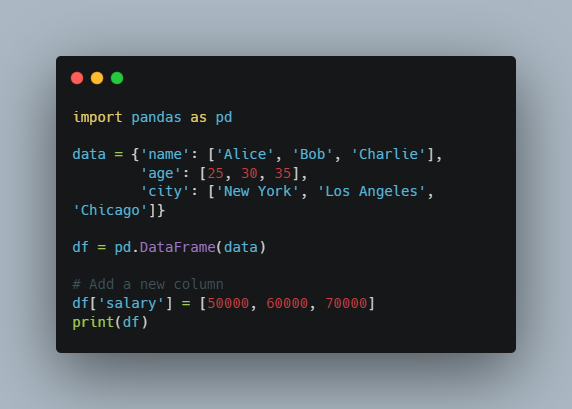 import pandas as pd
data = {'name': ['Alice', 'Bob', 'Charlie'],
        'age': [25, 30, 35],
        'city': ['New York', 'Los Angeles',
'Chicago']}
df = pd.DataFrame(data)
# Add a new column
df['salary'] = [50000, 60000, 70000]
print(df)